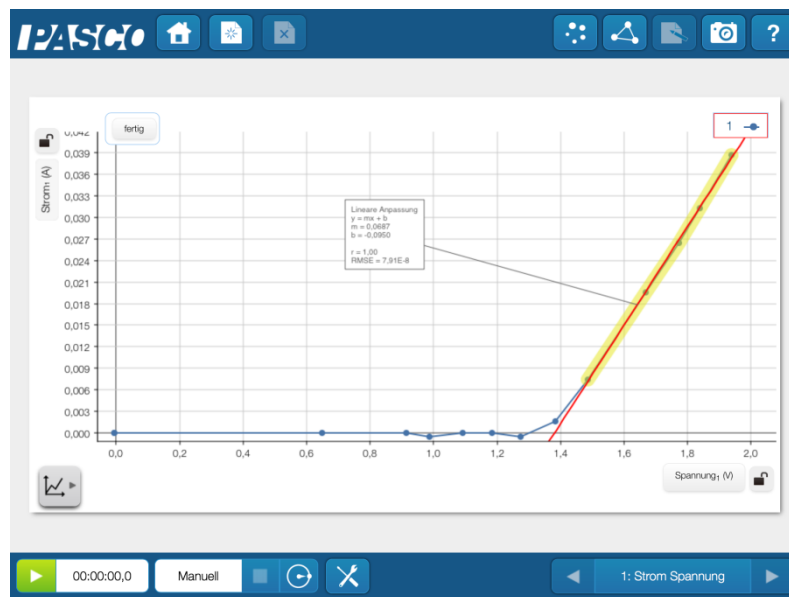 PASCO
?
fertig
1
0,042
0,039
0,036
0,033
0,030
0,027
0,024
0,021
0,018
0,015
0,012
0,009
0,006
0,003
0,000
Strom₁ (A)
Lineare Anpassung
y = mx + b
m = 0,0687
b = -0,0950
r = 1,00
RMSE = 7,91E-8
0,0 0,2 0,4 0,6 0,8 1,0 1,2 1,4 1,6 1,8 2,0
Spannung₁ (V)
00:00:00,0
Manuell
1: Strom Spannung